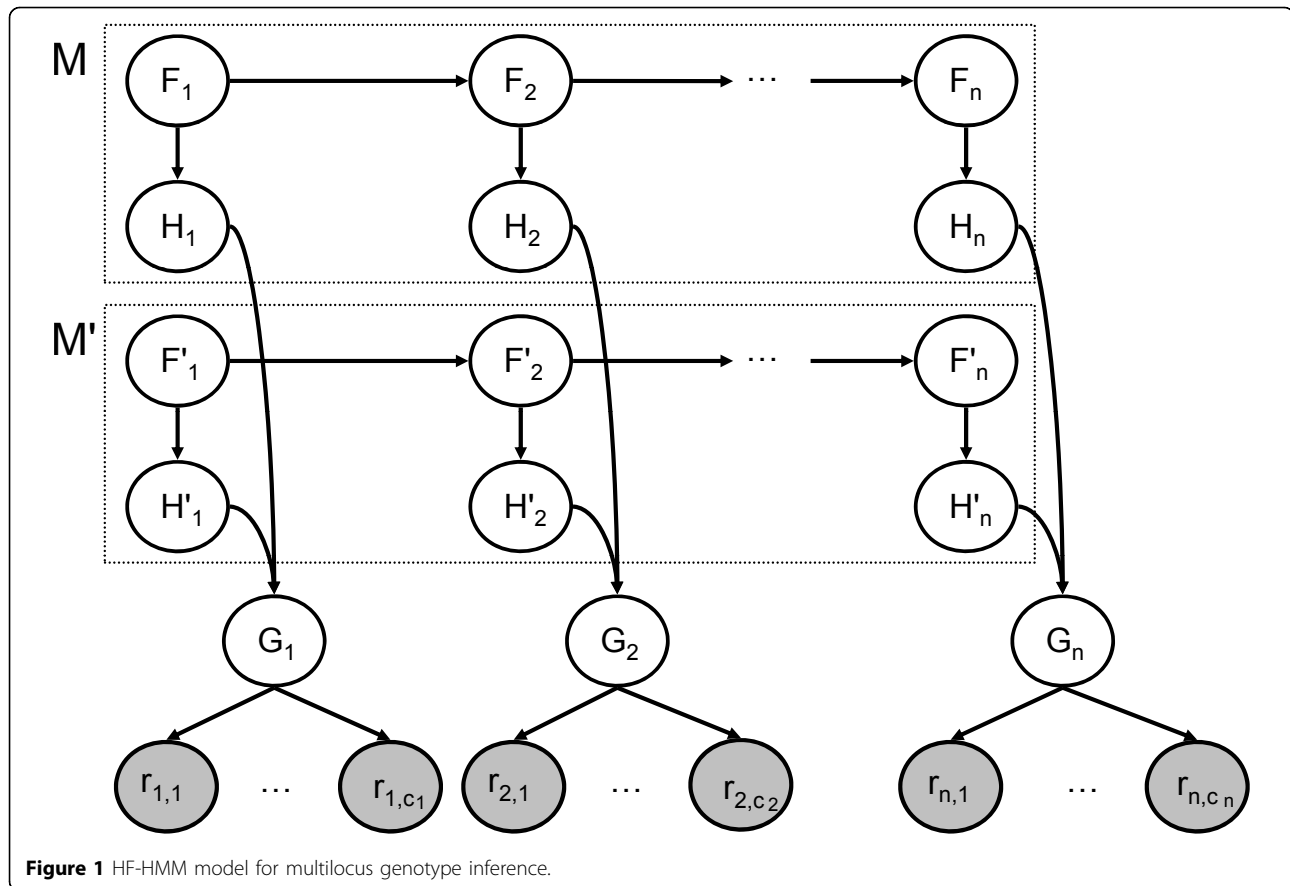 M F₁ F₂ ... Fₙ
H₁ H₂ Hₙ
M' F'₁ F'₂ ... F'ₙ
H'₁ H'₂ H'ₙ
G₁ G₂ Gₙ
r₁,₁ ... r₁,c₁ r₂,₁ ... r₂,c₂ rₙ,₁ ... rₙ,cₙ
Figure 1 HF-HMM model for multilocus genotype inference.